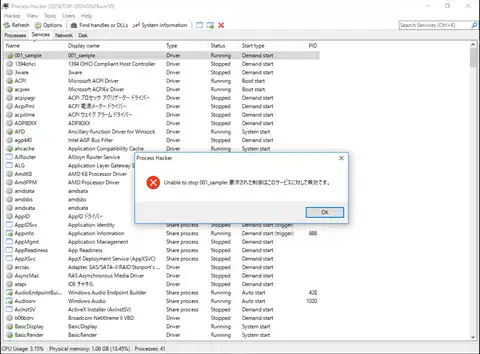 Process Hacker
Hacker View Tools Users Help
Refresh Options Find handles or DLLs System information Search Services (Ctrl+K)
Processes Services Network Disk
Name Display name Type Status Start type PID
001_sample 001_sample Driver Running Demand start
1394ohci 1394 OHCI Compliant Host Controller Driver Stopped Demand start
3ware 3ware Driver Stopped Demand start
ACPI Microsoft ACPI Driver Driver Running Boot start
acpiex Microsoft ACPIEx Driver Driver Running Boot start
acpipagr ACPI プロセッサ アグリゲーター ドライバー Driver Stopped Demand start
AcpiPmi ACPI 電源メーター ドライバー Driver Stopped Demand start
acpitime ACPI ウェイク アラーム ドライバー Driver Stopped Demand start
ADP80XX ADP80XX Driver Stopped Demand start
AFD Ancillary Function Driver for Winsock Driver Running System start
agp440 Intel AGP Bus Filter Driver Stopped Demand start
ahcache Application Compatibility Cache Driver Running System start
AJRouter AllJoyn Router Service
ALG Application Layer Gateway
AmdK8 AMD K8 Processor Driver
AmdPPM AMD Processor Driver
amdsata amdsata
amdsbs amdsbs
amdxata amdxata
AppID AppID ドライバー
Process Hacker
Unable to stop 001_sample: 要求された制御はこのサービスに対して無効です。
OK
AppIDSvc Application Identity Share process Stopped Demand start (trigger)
Appinfo Application Information Share process Running Demand start (trigger) 888
AppMgmt Application Management Share process Stopped Demand start
AppReadiness App Readiness Share process Stopped Demand start
AppXSvc AppX Deployment Service (AppXSVC) Share process Stopped Demand start
arcsas Adaptec SAS/SATA-II RAID Storport's ... Driver Stopped Demand start
AsyncMac RAS Asynchronous Media Driver Driver Stopped Demand start
atapi IDE チャネル Driver Stopped Demand start
AudioEndpointBui... Windows Audio Endpoint Builder Share process Running Auto start 428
Audiosrv Windows Audio Share process Running Auto start 1020
AxInstSV ActiveX Installer (AxInstSV) Share process Stopped Demand start
b06bdrv Broadcom NetXtreme II VBD Driver Stopped Demand start
BasicDisplay BasicDisplay Driver Running System start
BasicRender BasicRender Driver Running System start
CPU Usage: 3.15% Physical memory: 1.08 GB (13.45%) Processes: 41